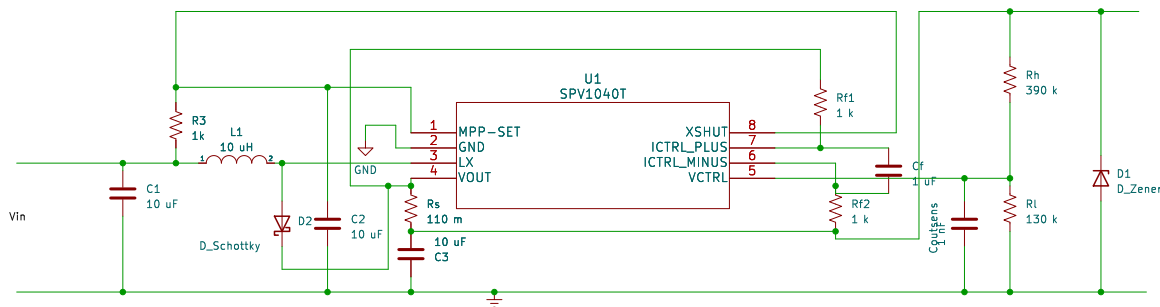 U1
SPV1040T
1 MPP-SET
2 GND
3 LX
4 VOUT
XSHUT 8
ICTRL_PLUS 7
ICTRL_MINUS 6
VCTRL 5
R3
1k
L1
10 uH
1 2
GND
C1
10 uF
Vin
D2
D_Schottky
C2
10 uF
Rs
110 m
10 uF
C3
Rf1
1 k
Cf
1 uF
Rf2
1 k
Coutsens
1 nF
Rh
390 k
Rl
130 k
D1
D_Zener